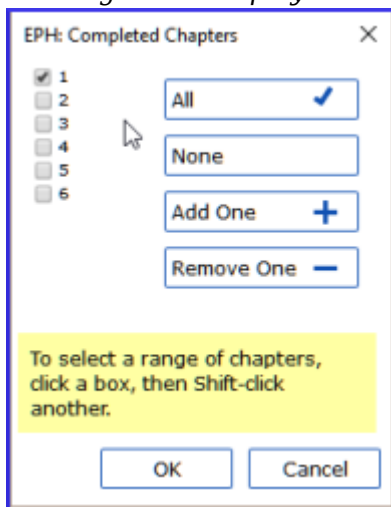 EPH: Completed Chapters
1
2
3
4
5
6
All
None
Add One
Remove One
To select a range of chapters,
click a box, then Shift-click
another.
OK
Cancel